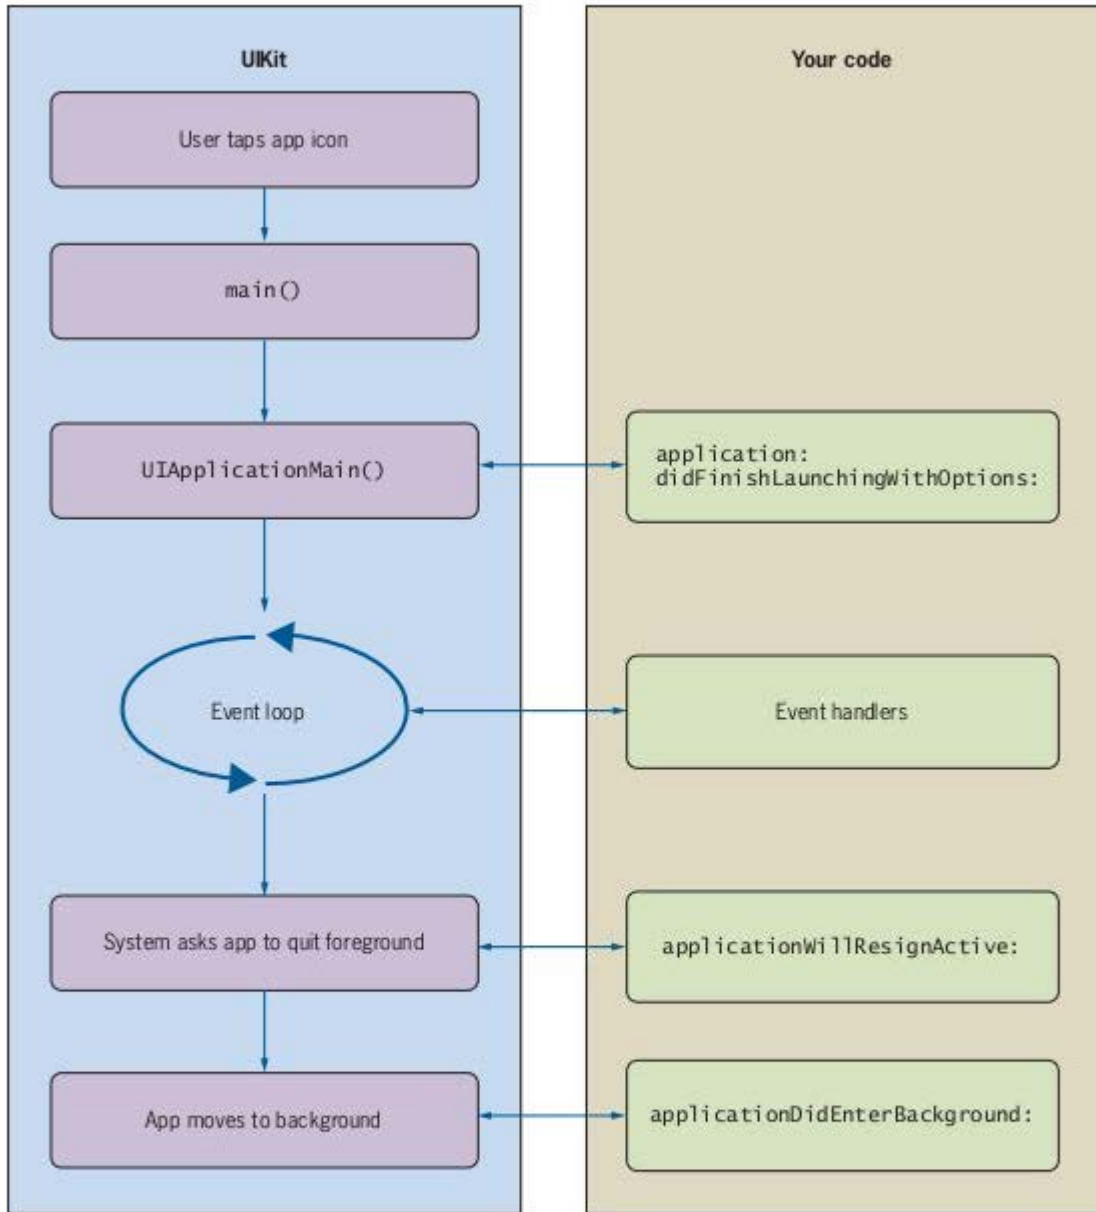 UIKit
Your code
User taps app icon
main()
UIApplicationMain()
application:
didFinishLaunchingWithOptions:
Event loop
Event handlers
System asks app to quit foreground
applicationWillResignActive:
App moves to background
applicationDidEnterBackground: